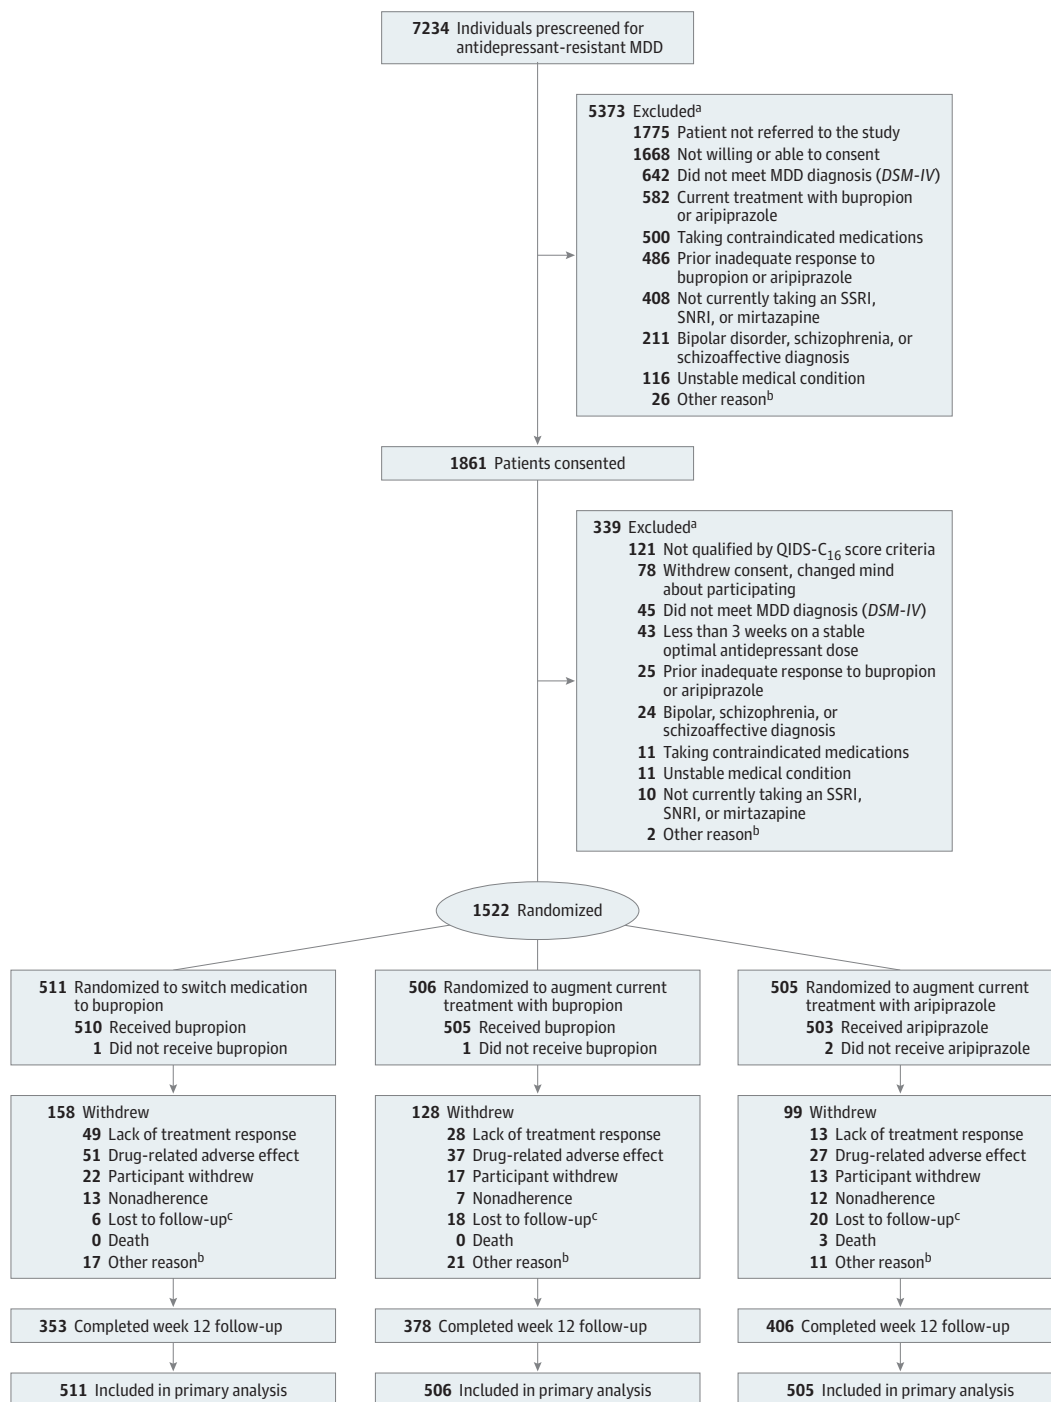 7234 Individuals prescreened for
antidepressant-resistant MDD
5373 Excludedᵃ
1775 Patient not referred to the study
1668 Not willing or able to consent
642 Did not meet MDD diagnosis (DSM-IV)
582 Current treatment with bupropion
or aripiprazole
500 Taking contraindicated medications
486 Prior inadequate response to
bupropion or aripiprazole
408 Not currently taking an SSRI,
SNRI, or mirtazapine
211 Bipolar disorder, schizophrenia, or
schizoaffective diagnosis
116 Unstable medical condition
26 Other reasonᵇ
1861 Patients consented
339 Excludedᵃ
121 Not qualified by QIDS-C₁₆ score criteria
78 Withdrew consent, changed mind
about participating
45 Did not meet MDD diagnosis (DSM-IV)
43 Less than 3 weeks on a stable
optimal antidepressant dose
25 Prior inadequate response to bupropion
or aripiprazole
24 Bipolar, schizophrenia, or
schizoaffective diagnosis
11 Taking contraindicated medications
11 Unstable medical condition
10 Not currently taking an SSRI,
SNRI, or mirtazapine
2 Other reasonᵇ
1522 Randomized
511 Randomized to switch medication
to bupropion
510 Received bupropion
1 Did not receive bupropion
506 Randomized to augment current
treatment with bupropion
505 Received bupropion
1 Did not receive bupropion
505 Randomized to augment current
treatment with aripiprazole
503 Received aripiprazole
2 Did not receive aripiprazole
158 Withdrew
49 Lack of treatment response
51 Drug-related adverse effect
22 Participant withdrew
13 Nonadherence
6 Lost to follow-upᶜ
0 Death
17 Other reasonᵇ
128 Withdrew
28 Lack of treatment response
37 Drug-related adverse effect
17 Participant withdrew
7 Nonadherence
18 Lost to follow-upᶜ
0 Death
21 Other reasonᵇ
99 Withdrew
13 Lack of treatment response
27 Drug-related adverse effect
13 Participant withdrew
12 Nonadherence
20 Lost to follow-upᶜ
3 Death
11 Other reasonᵇ
353 Completed week 12 follow-up
378 Completed week 12 follow-up
406 Completed week 12 follow-up
511 Included in primary analysis
506 Included in primary analysis
505 Included in primary analysis